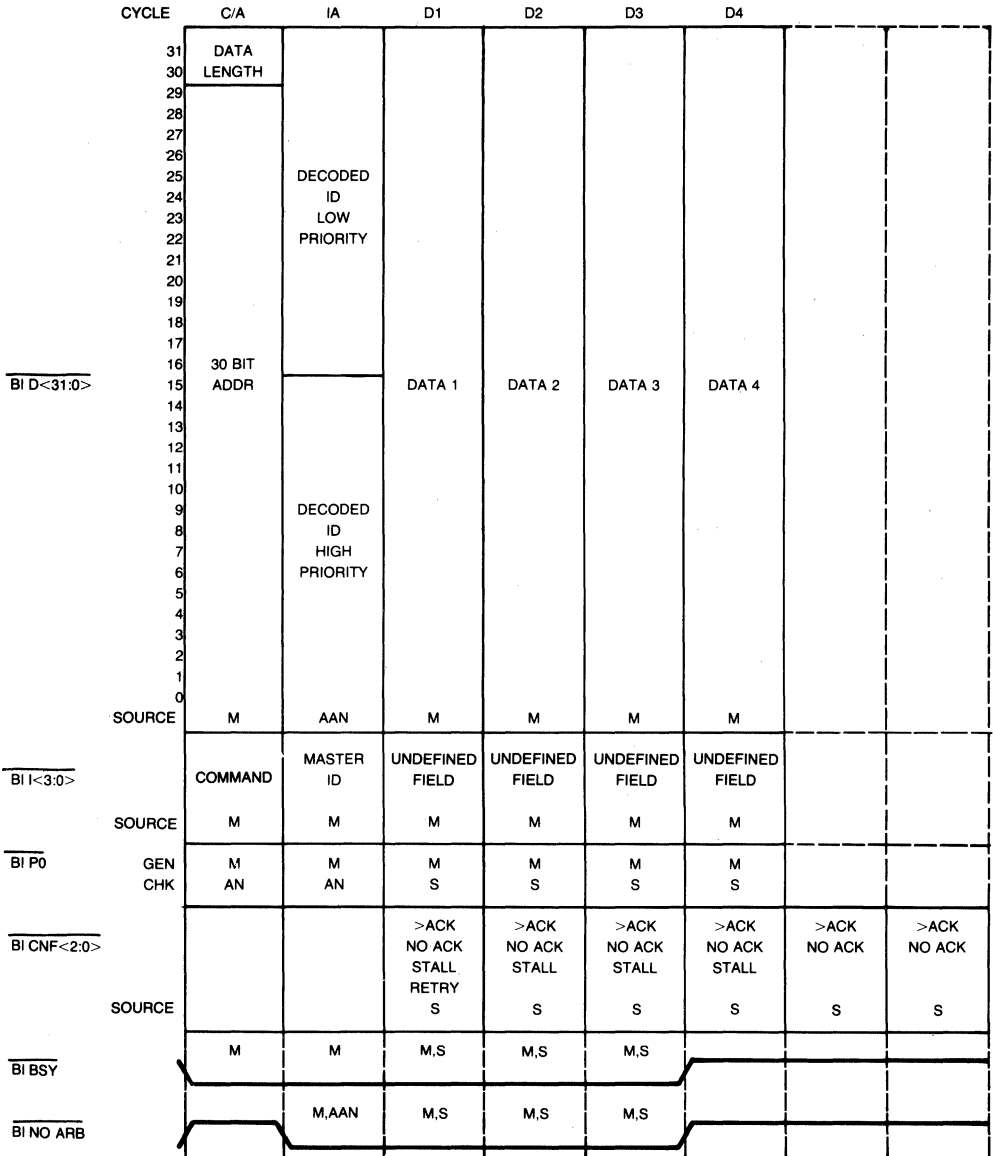 CYCLE C/A IA D1 D2 D3 D4
31 DATA
30 LENGTH
29
28
27
26
25 DECODED
24 ID
23 LOW
22 PRIORITY
21
20
19
18
17
16 30 BIT
BI D<31:0> 15 ADDR DATA 1 DATA 2 DATA 3 DATA 4
14
13
12
11
10
9 DECODED
8 ID
7 HIGH
6 PRIORITY
5
4
3
2
1
0
SOURCE M AAN M M M M
MASTER UNDEFINED UNDEFINED UNDEFINED UNDEFINED
BI I<3:0> COMMAND ID FIELD FIELD FIELD FIELD
SOURCE M M M M M M
BI P0 GEN M M M M M M
CHK AN AN S S S S
>ACK >ACK >ACK >ACK >ACK >ACK
BI CNF<2:0> NO ACK NO ACK NO ACK NO ACK NO ACK NO ACK
STALL STALL STALL STALL
RETRY
SOURCE S S S S S S
M M M,S M,S M,S
BI BSY
M,AAN M,S M,S M,S
BI NO ARB